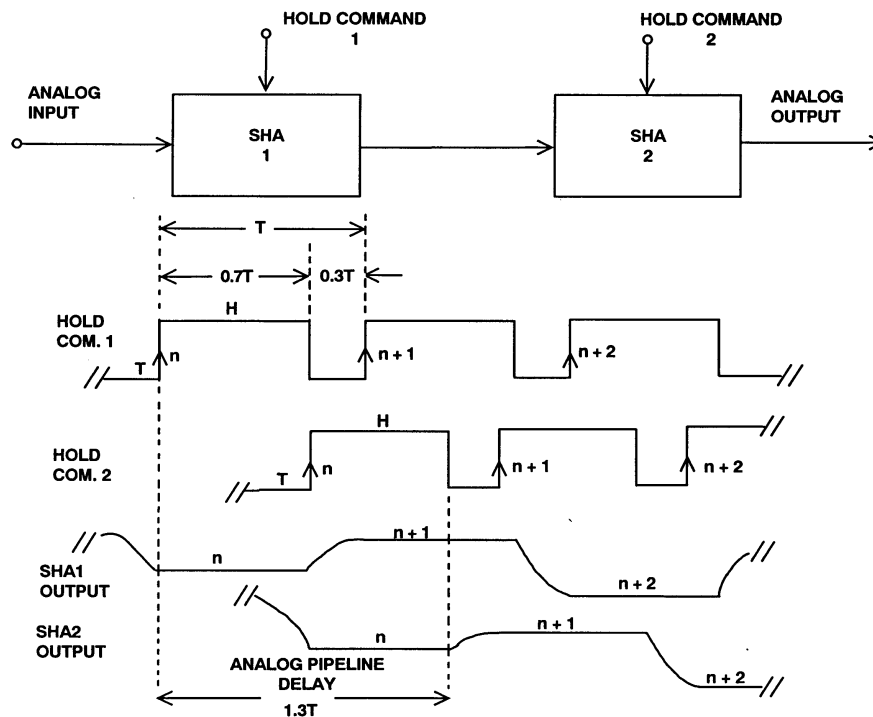 HOLD COMMAND
1
HOLD COMMAND
2
ANALOG
INPUT
SHA
1
SHA
2
ANALOG
OUTPUT
T
0.7T
0.3T
HOLD
COM. 1
H
T
n
n + 1
n + 2
HOLD
COM. 2
H
T
n
n + 1
n + 2
SHA1
OUTPUT
n
n + 1
n + 2
SHA2
OUTPUT
n
n + 1
n + 2
ANALOG PIPELINE
DELAY
1.3T